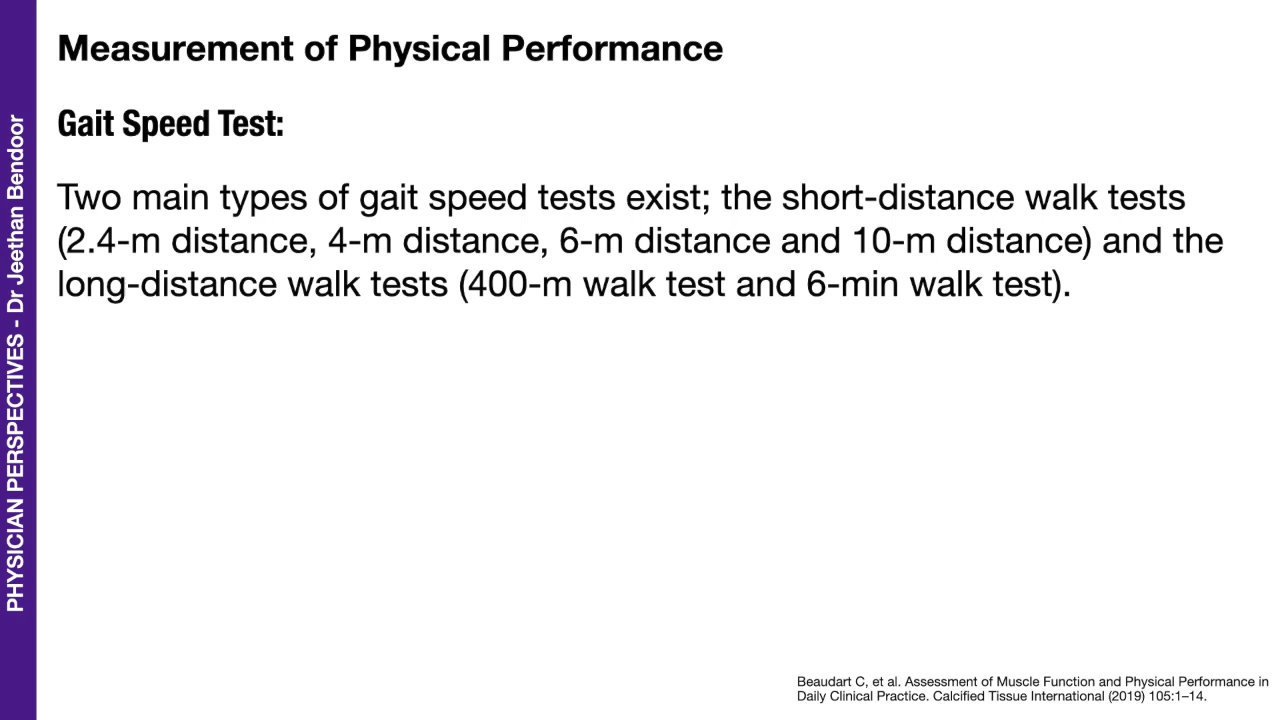 PHYSICIAN PERSPECTIVES - Dr Jeethan Bendoor
Measurement of Physical Performance
Gait Speed Test:
Two main types of gait speed tests exist; the short-distance walk tests
(2.4-m distance, 4-m distance, 6-m distance and 10-m distance) and the
long-distance walk tests (400-m walk test and 6-min walk test).
Beaudart C, et al. Assessment of Muscle Function and Physical Performance in
Daily Clinical Practice. Calcified Tissue International (2019) 105:1–14.